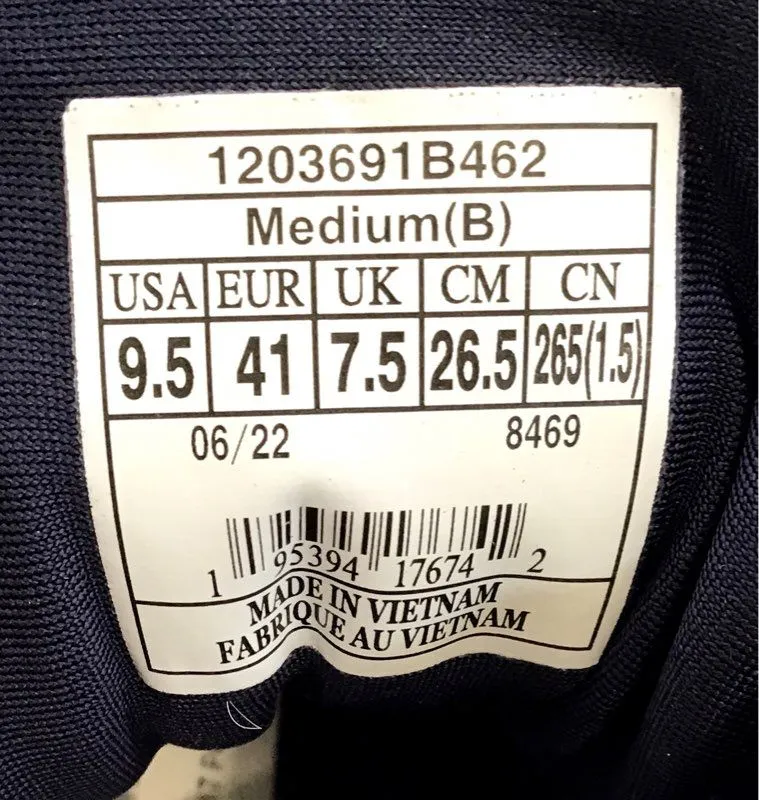 1203691B462
Medium(B)
USA EUR UK CM CN
9.5 41 7.5 26.5 265(1.5)
06/22 8469
1 95394 17674 2
MADE IN VIETNAM
FABRIQUE AU VIETNAM